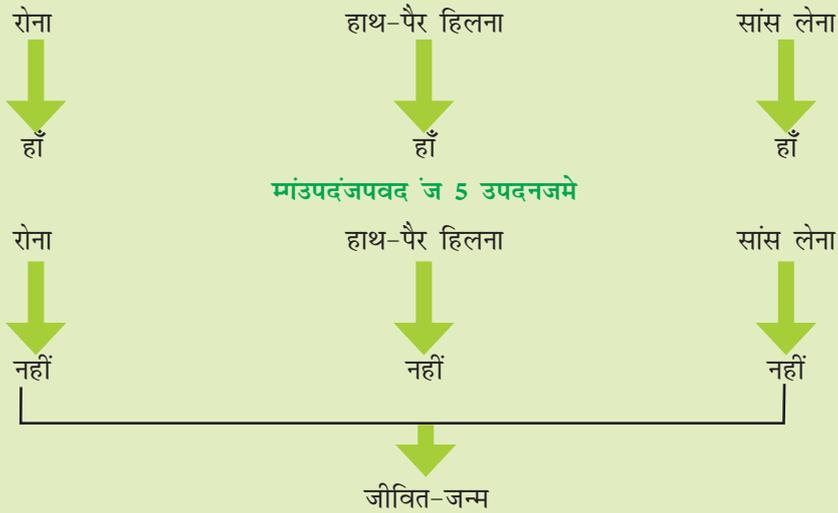 रोना हाथ-पैर हिलना सांस लेना
हाँ हाँ हाँ
म्गंउपदंजपवद ंज 5 उपदनजमे
रोना हाथ-पैर हिलना सांस लेना
नहीं नहीं नहीं
जीवित-जन्म